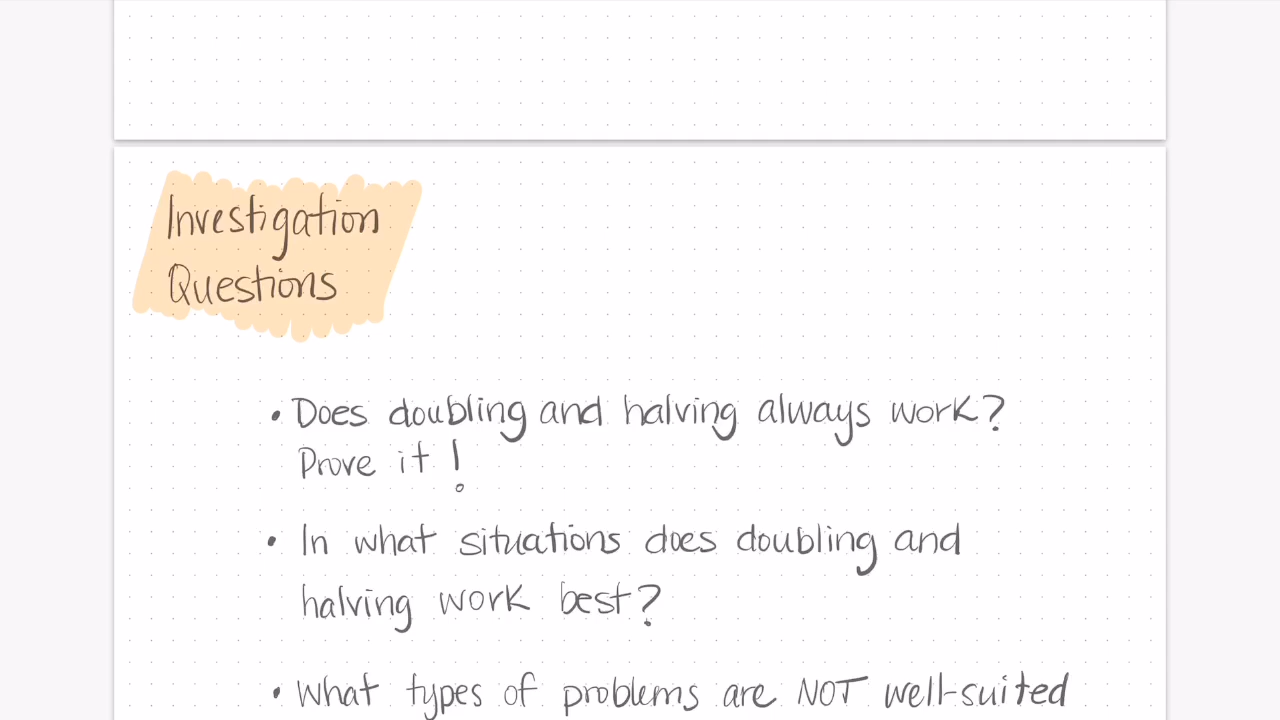 Investigation
Questions
• Does doubling and halving always work?
Prove it!
• In what situations does doubling and
halving work best?
• What types of problems are NOT well-suited